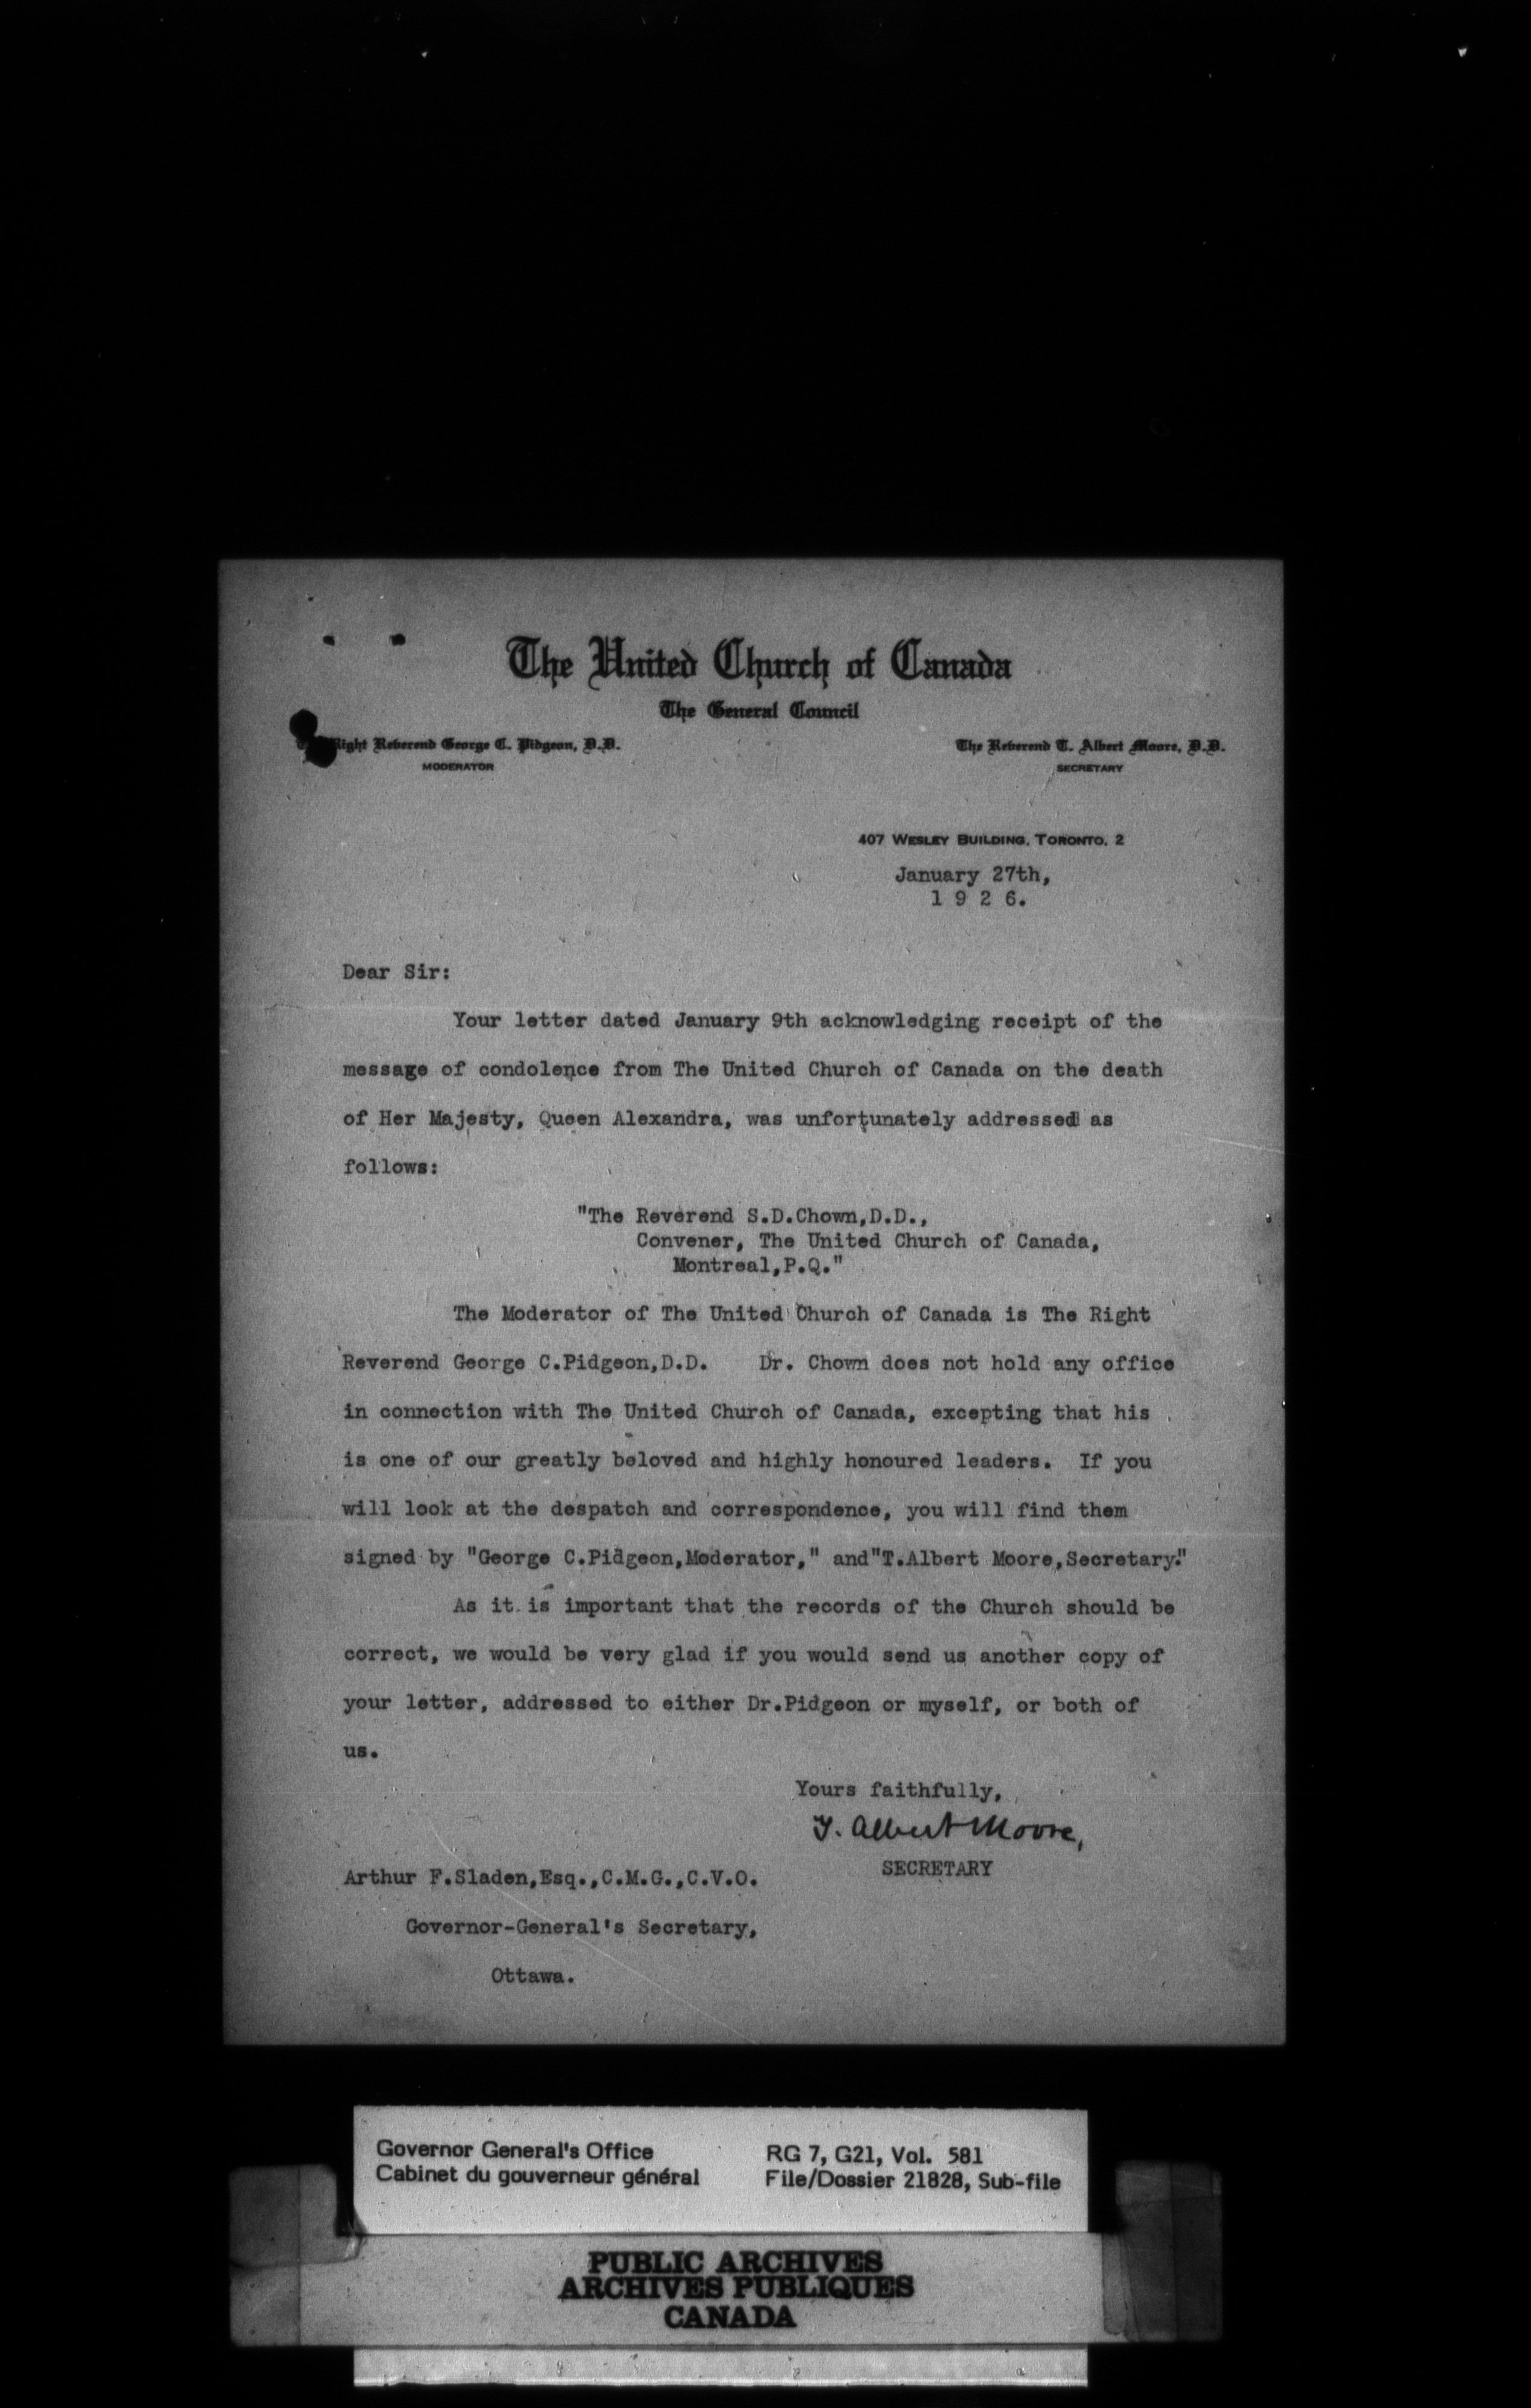 The United Church of Canada
The General Council
Right Reverend George C. Pidgeon, D.D.
MODERATOR
The Reverend T. Albert Moore, D.D.
SECRETARY
407 WESLEY BUILDING, TORONTO, 2
January 27th,
1 9 2 6.
Dear Sir:
Your letter dated January 9th acknowledging receipt of the
message of condolence from The United Church of Canada on the death
of Her Majesty, Queen Alexandra, was unfortunately addressed as
follows:
"The Reverend S.D.Chown,D.D.,
Convener, The United Church of Canada,
Montreal,P.Q."
The Moderator of The United Church of Canada is The Right
Reverend George C.Pidgeon,D.D. Dr. Chown does not hold any office
in connection with The United Church of Canada, excepting that his
is one of our greatly beloved and highly honoured leaders. If you
will look at the despatch and correspondence, you will find them
signed by "George C.Pidgeon,Moderator," and"T.Albert Moore,Secretary."
As it is important that the records of the Church should be
correct, we would be very glad if you would send us another copy of
your letter, addressed to either Dr.Pidgeon or myself, or both of
us.
Yours faithfully,
T. Albert Moore,
SECRETARY
Arthur F.Sladen,Esq.,C.M.G.,C.V.O.
Governor-General's Secretary,
Ottawa.
Governor General's Office
Cabinet du gouverneur général
RG 7, G21, Vol. 581
File/Dossier 21828, Sub-file
PUBLIC ARCHIVES
ARCHIVES PUBLIQUES
CANADA